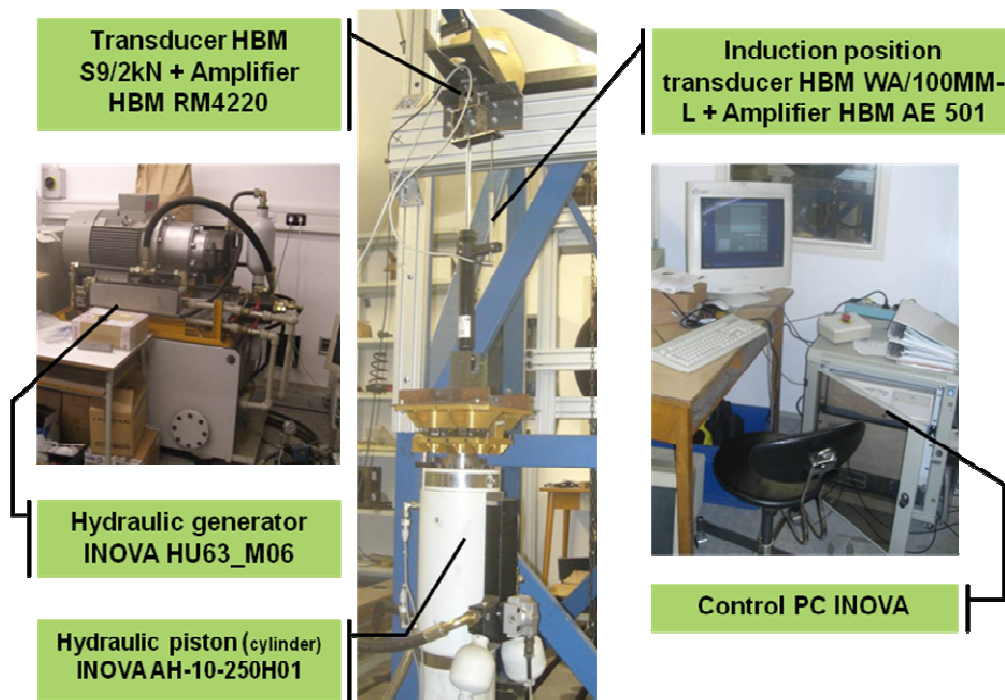 Transducer HBM
S9/2kN + Amplifier
HBM RM4220
Induction position
transducer HBM WA/100MM-
L + Amplifier HBM AE 501
Hydraulic generator
INOVA HU63_M06
Hydraulic piston (cylinder)
INOVA AH-10-250H01
Control PC INOVA